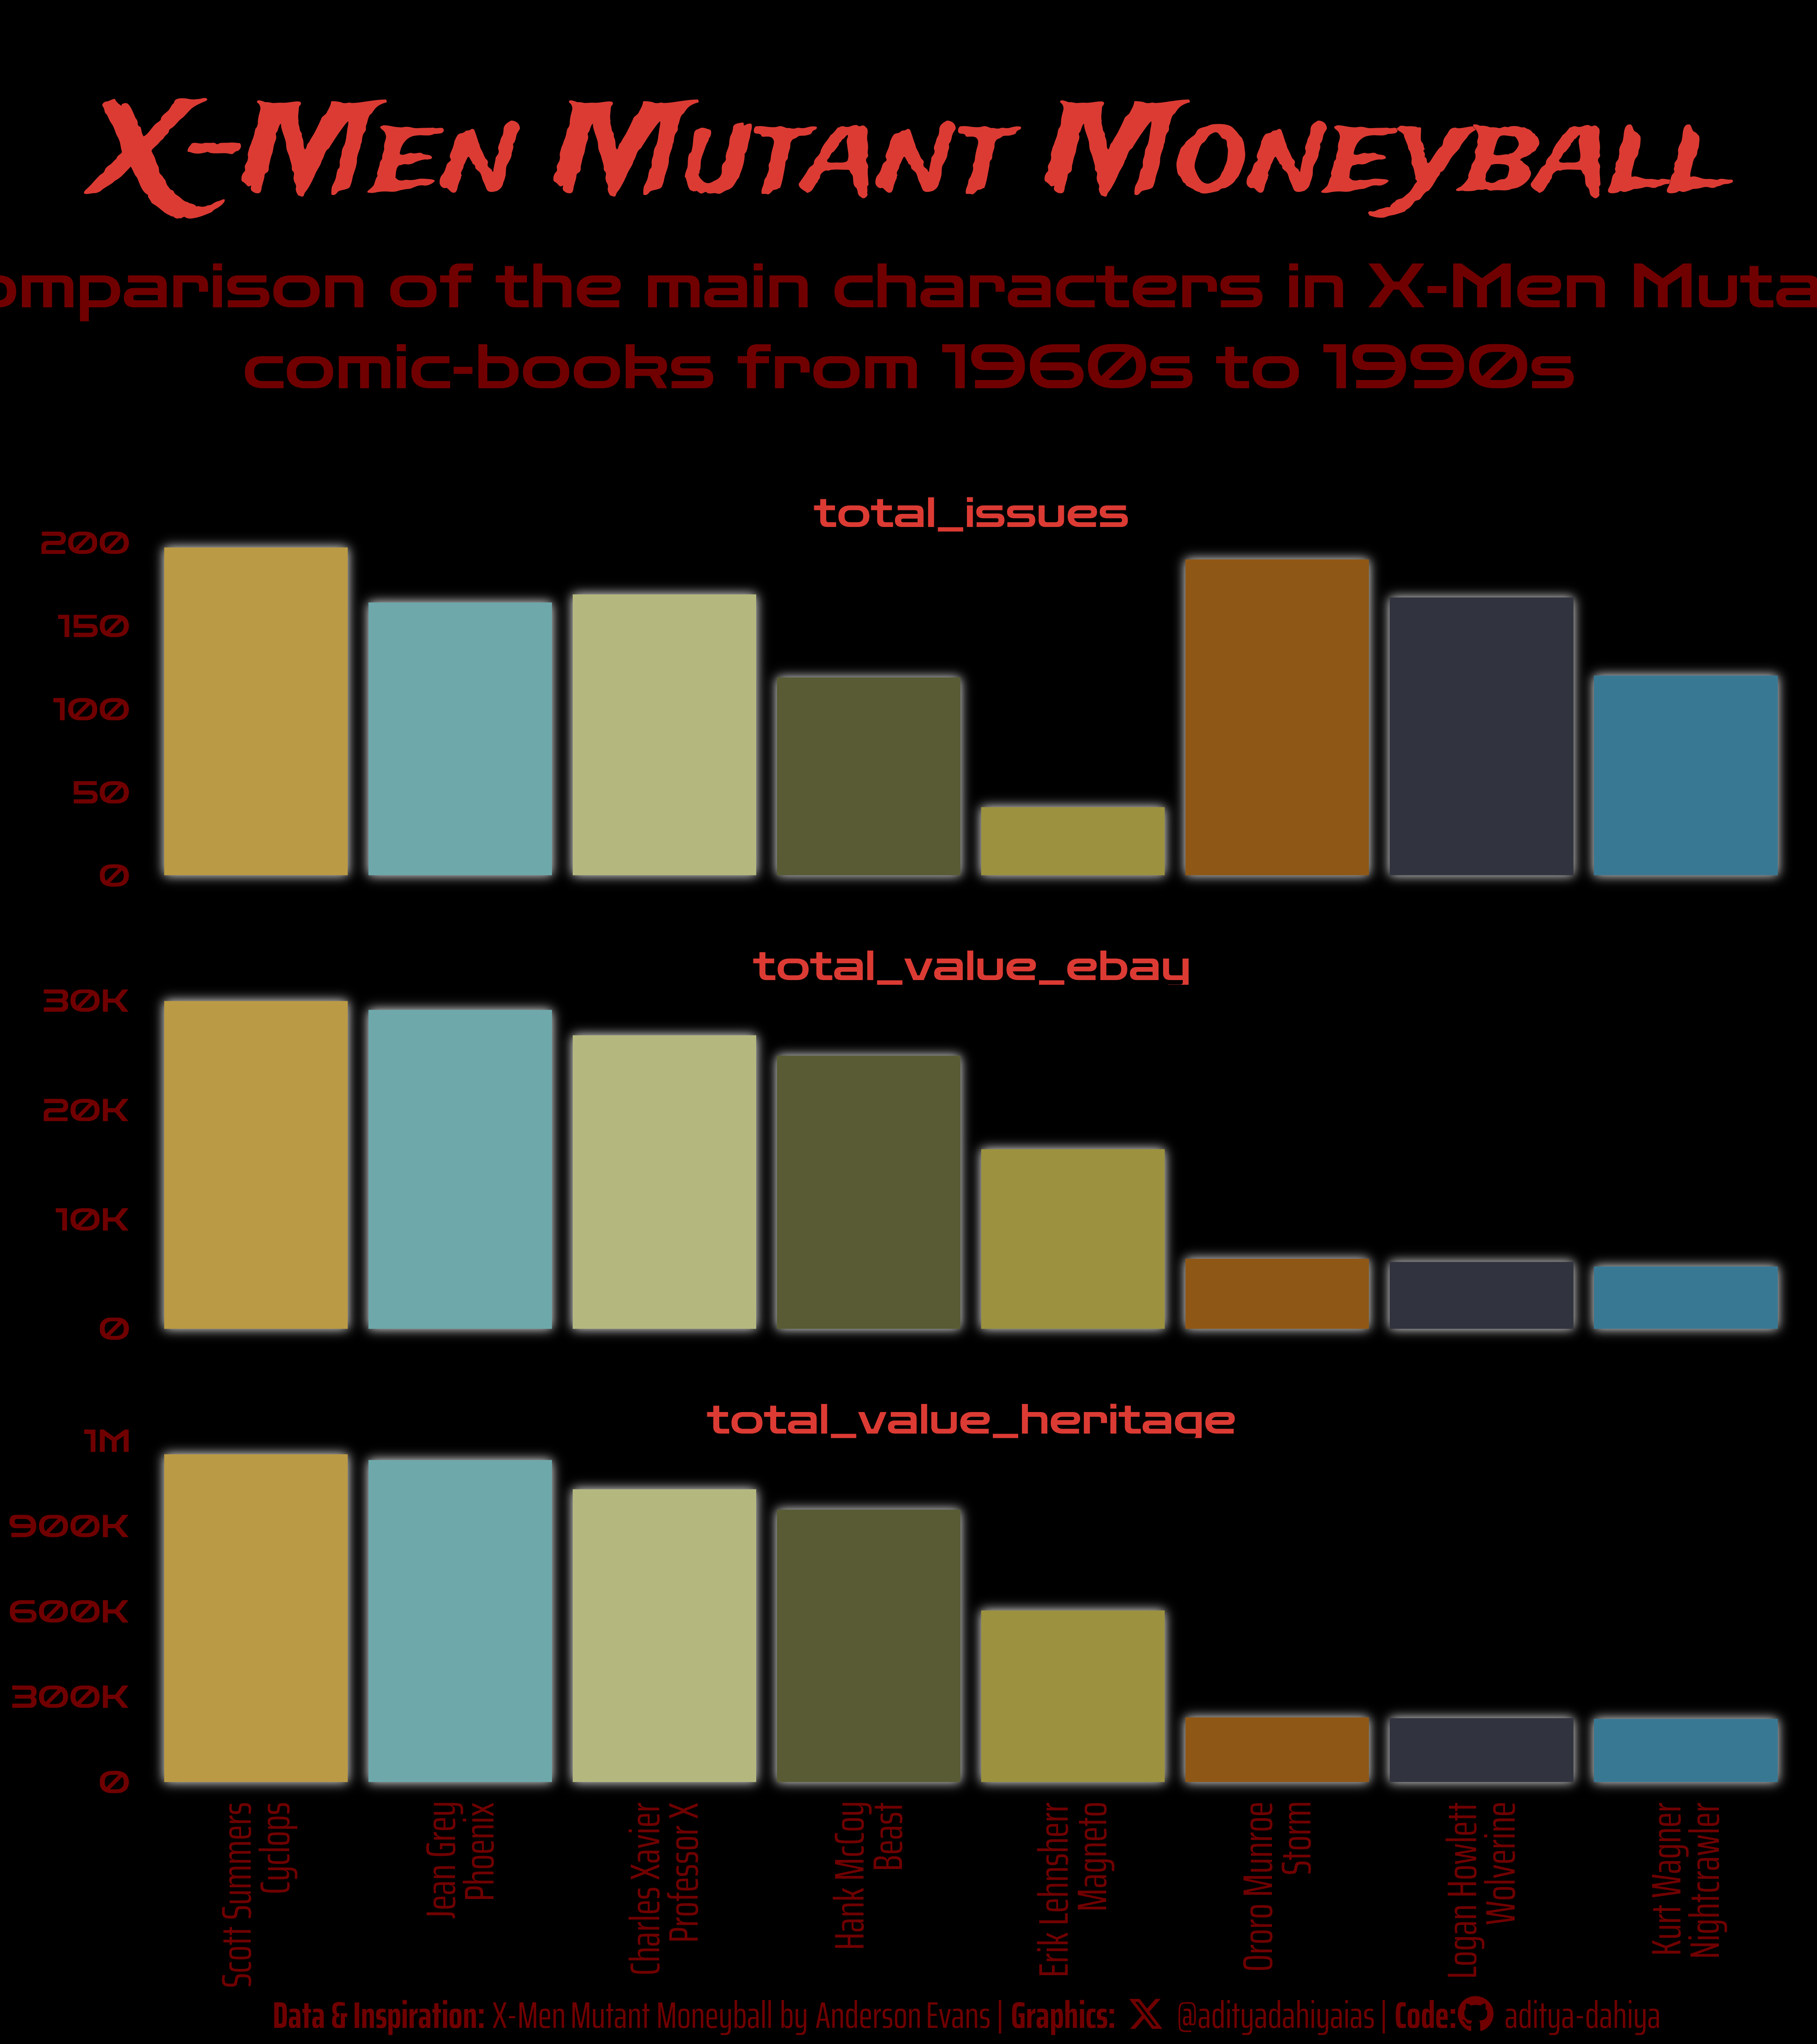 X-Men Mutant Moneyball
omparison of the main characters in X-Men Muta
comic-books from 1960s to 1990s
total_issues
200
150
100
50
0
total_value_ebay
30K
20K
10K
0
total_value_heritage
1M
900K
600K
300K
0
Scott Summers
Cyclops
Jean Grey
Phoenix
Charles Xavier
Professor X
Hank McCoy
Beast
Erik Lehnsherr
Magneto
Ororo Munroe
Storm
Logan Howlett
Wolverine
Kurt Wagner
Nightcrawler
Data & Inspiration: X-Men Mutant Moneyball by Anderson Evans | Graphics: X @adityadahiyaias | Code: aditya-dahiya